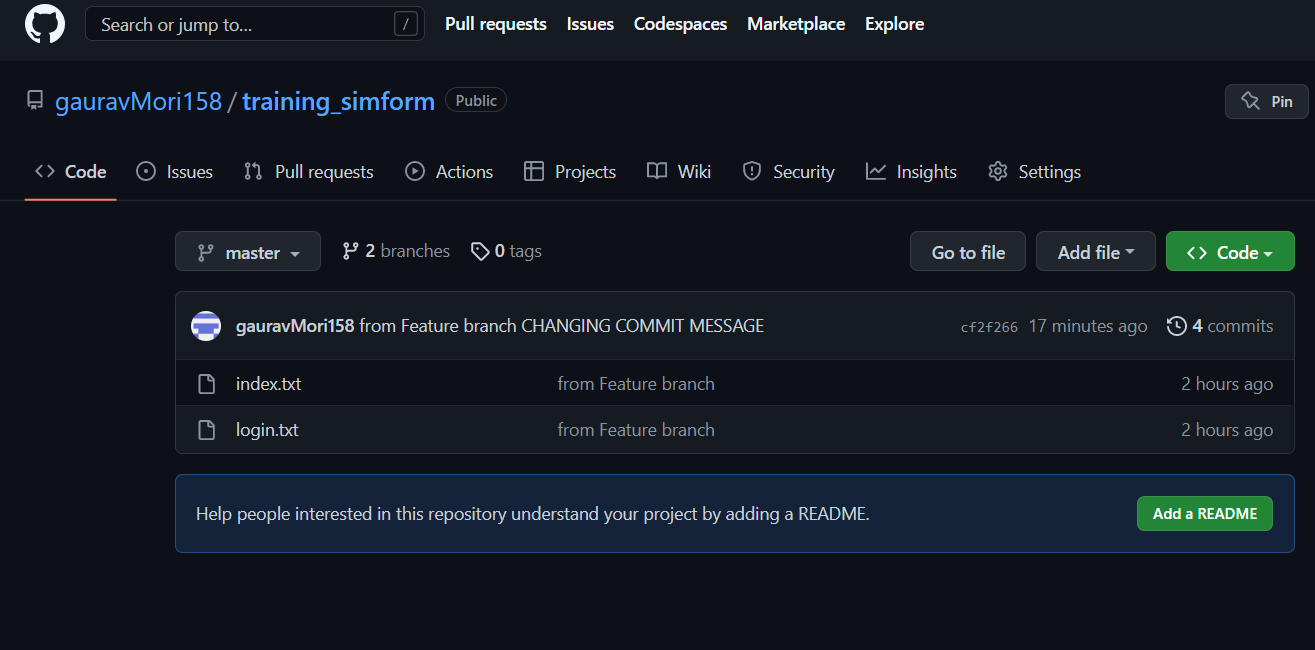 Search or jump to... / Pull requests Issues Codespaces Marketplace Explore
gauravMori158 / training_simform Public Pin
Code Issues Pull requests Actions Projects Wiki Security Insights Settings
master 2 branches 0 tags Go to file Add file Code
gauravMori158 from Feature branch CHANGING COMMIT MESSAGE cf2f266 17 minutes ago 4 commits
index.txt from Feature branch 2 hours ago
login.txt from Feature branch 2 hours ago
Help people interested in this repository understand your project by adding a README. Add a README